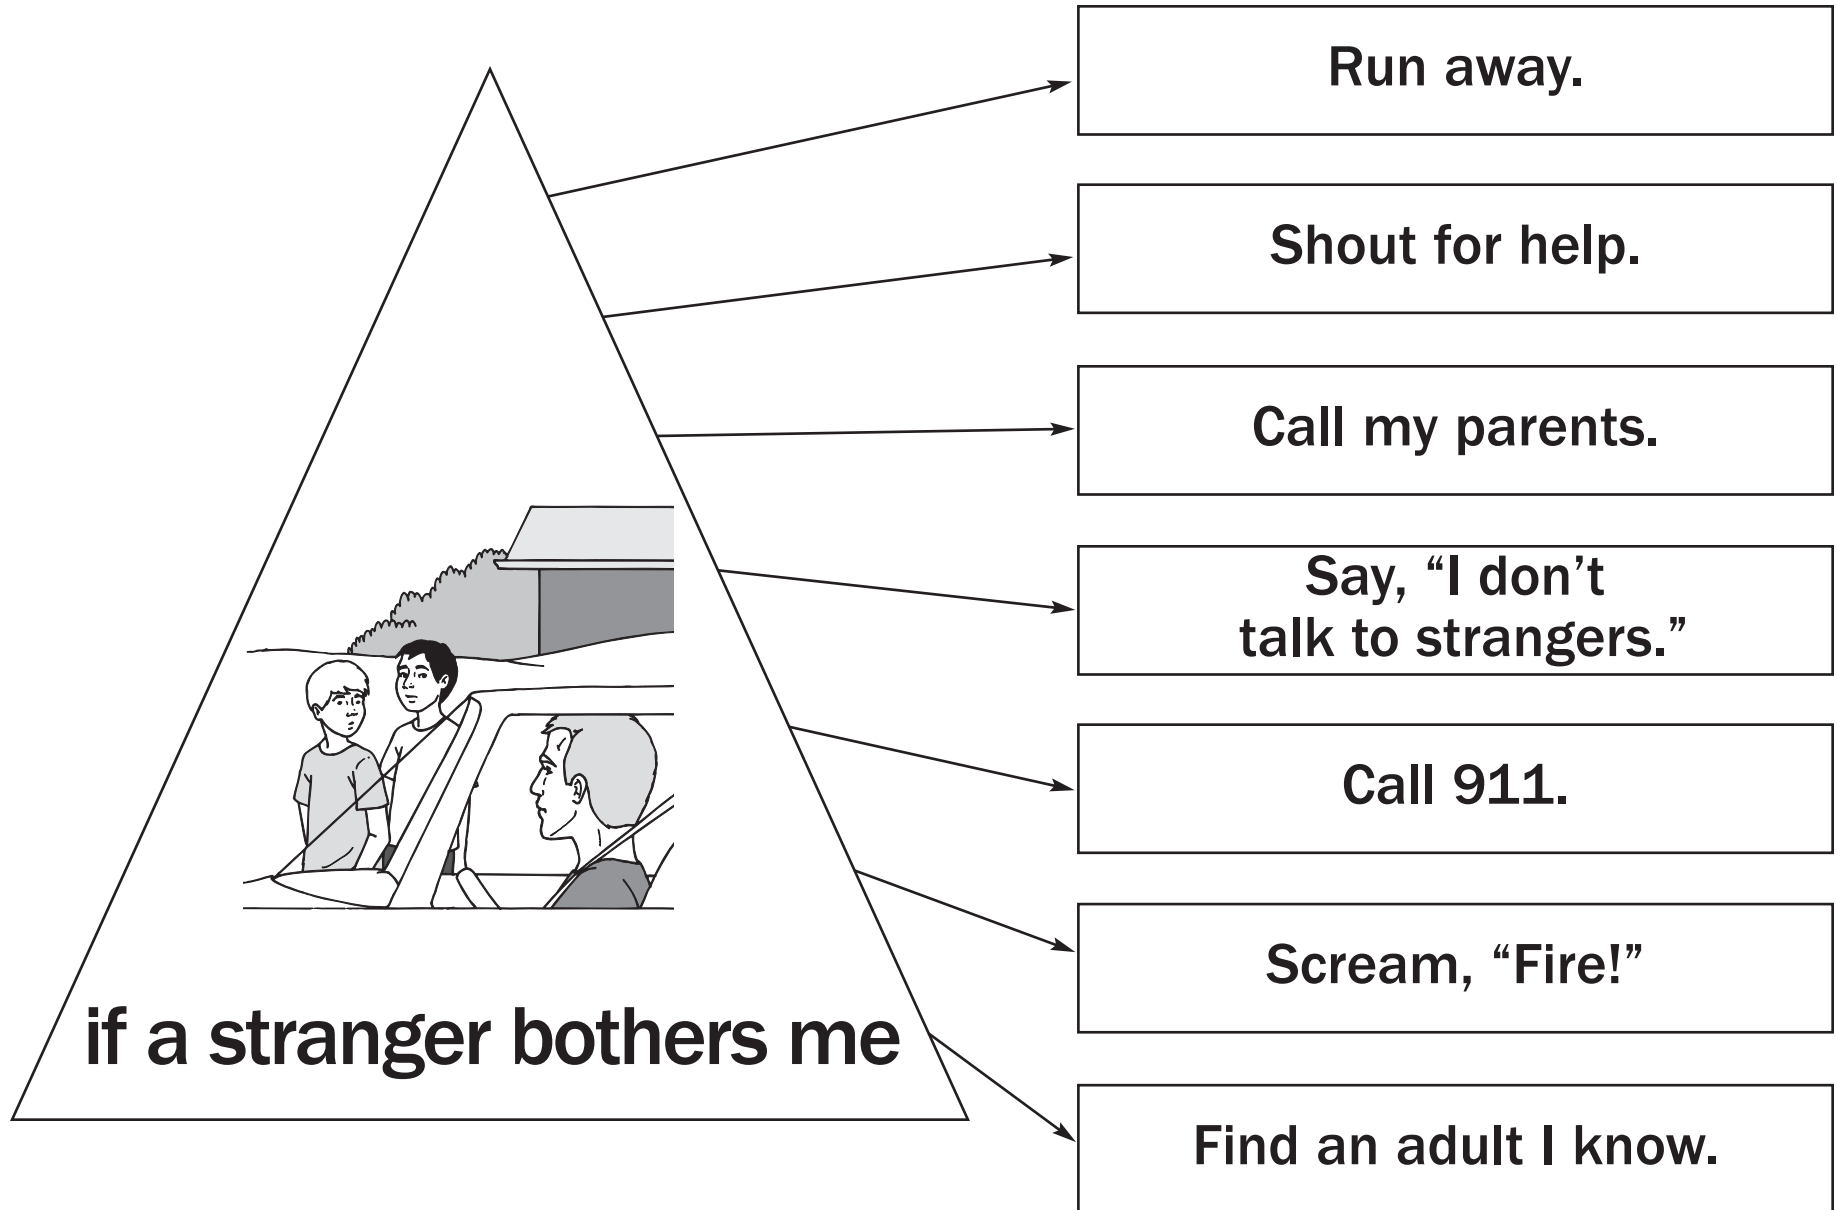 Run away.
Shout for help.
Call my parents.
Say, “I don’t
talk to strangers.”
Call 911.
Scream, “Fire!”
Find an adult I know.
if a stranger bothers me